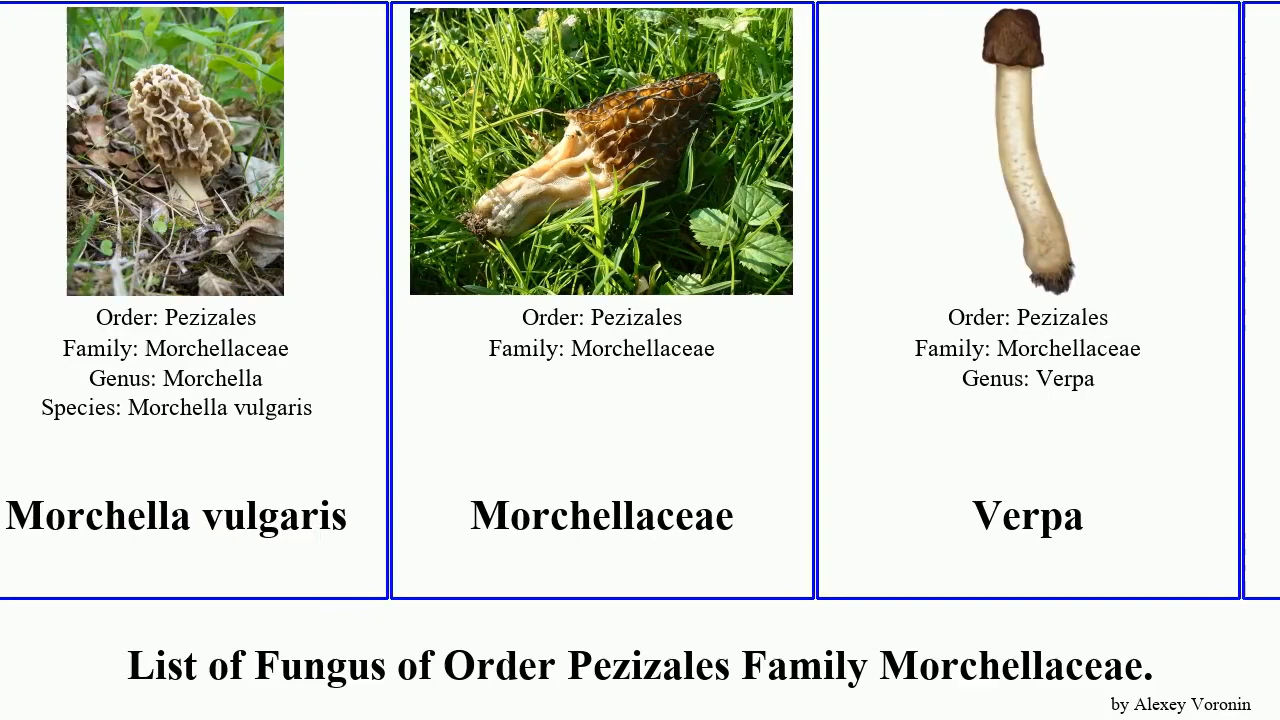 Order: Pezizales
Family: Morchellaceae
Genus: Morchella
Species: Morchella vulgaris
Morchella vulgaris
Order: Pezizales
Family: Morchellaceae
Morchellaceae
Order: Pezizales
Family: Morchellaceae
Genus: Verpa
Verpa
List of Fungus of Order Pezizales Family Morchellaceae.
by Alexey Voronin